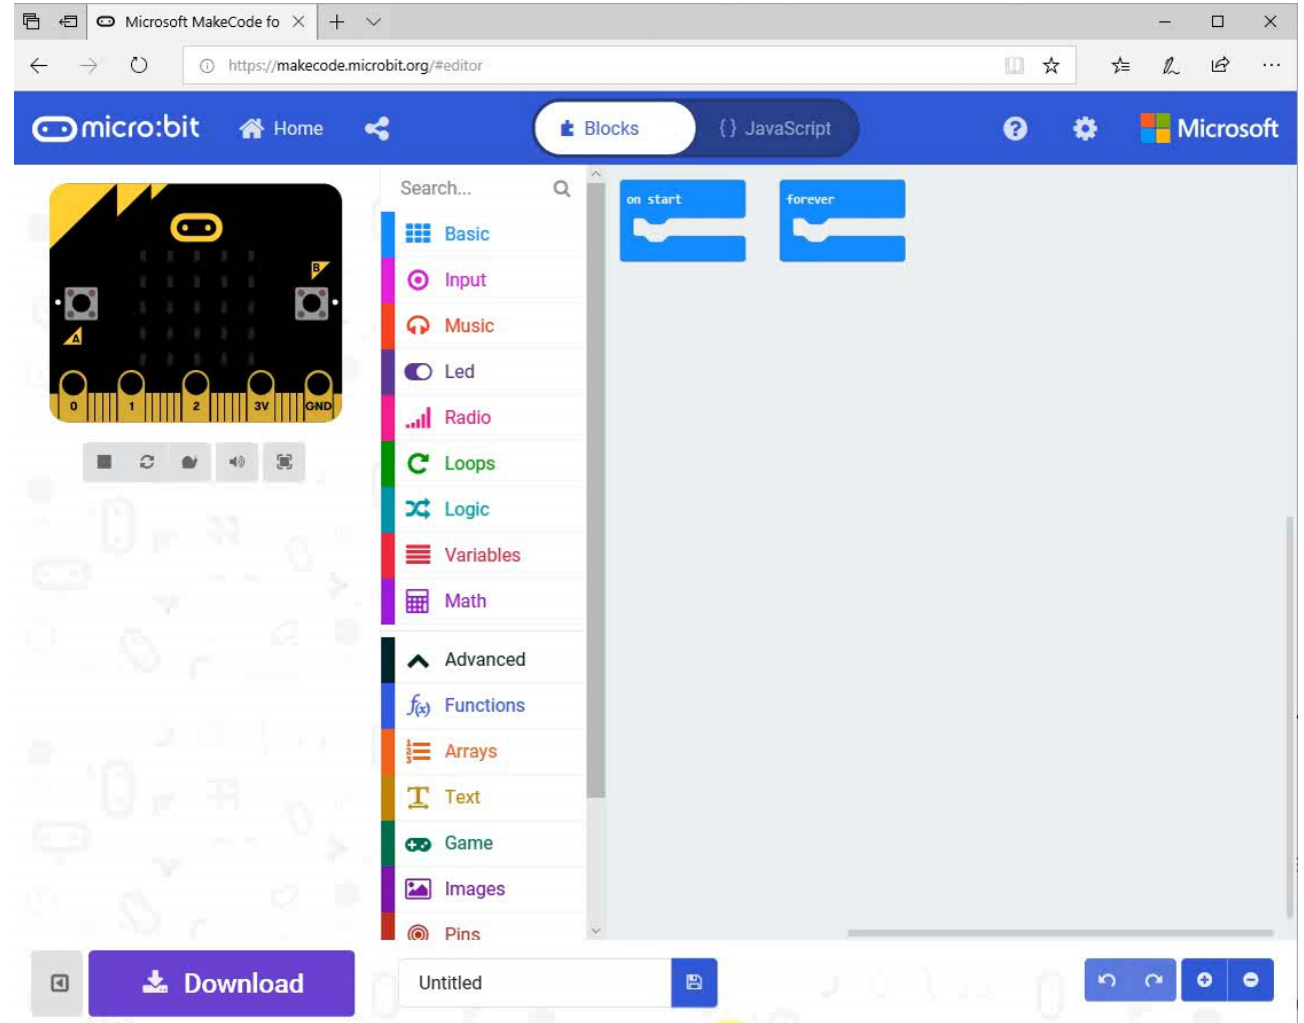 Microsoft MakeCode fo
https://makecode.microbit.org/#editor
micro:bit
Home
Blocks
{} JavaScript
Microsoft
Search...
on start
forever
Basic
B
Input
A
Music
Led
0
1
2
3V
GND
Radio
Loops
Logic
Variables
Math
Advanced
f(x) Functions
Arrays
Text
Game
Images
Pins
Download
Untitled